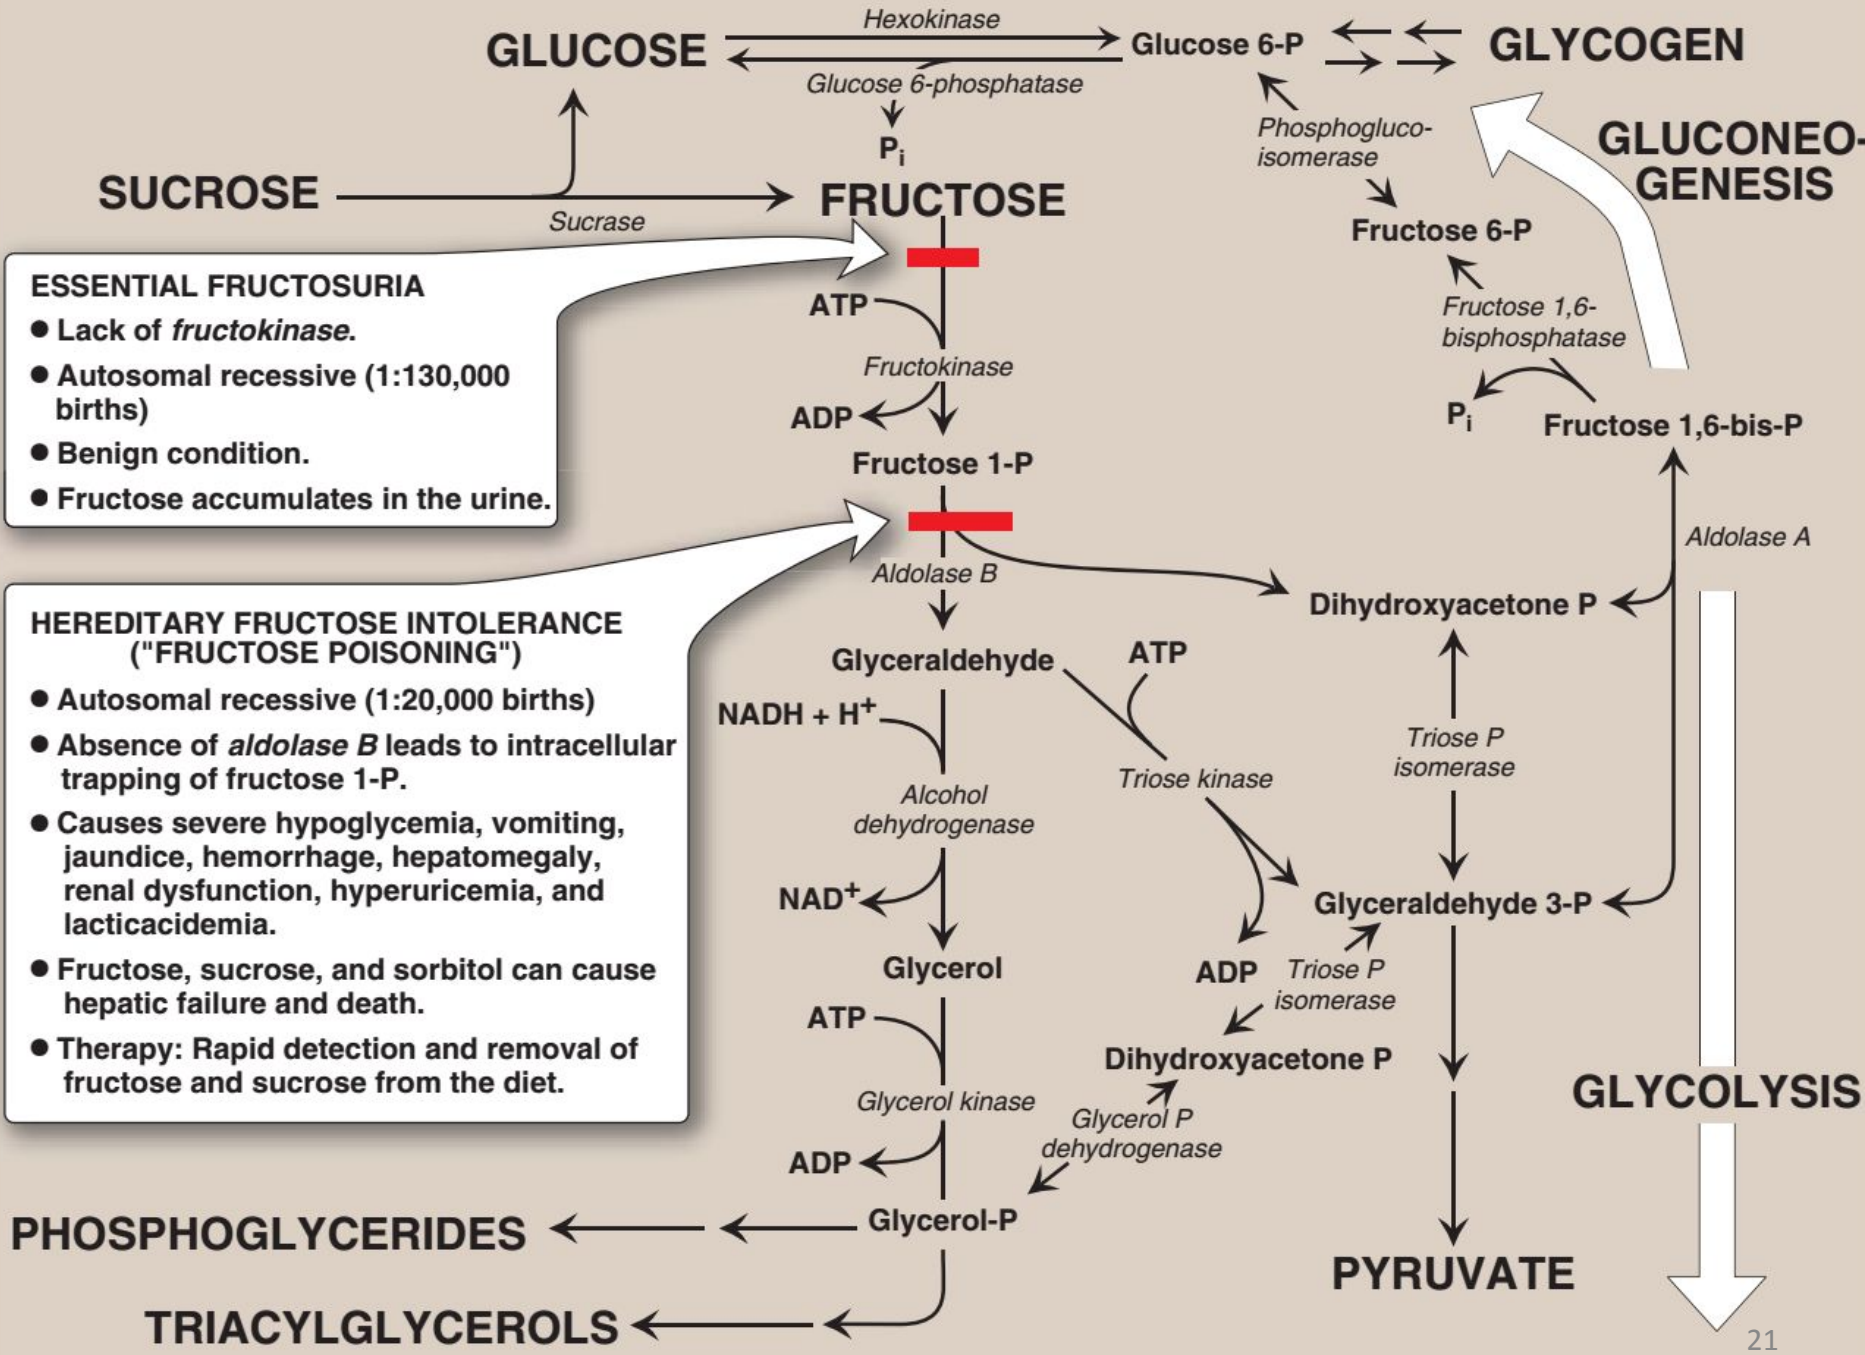 Hexokinase
GLUCOSE
Glucose 6-P
GLYCOGEN
Glucose 6-phosphatase
Pi
Phosphogluco-
isomerase
GLUCONEO-
GENESIS
SUCROSE
Sucrase
FRUCTOSE
Fructose 6-P
ESSENTIAL FRUCTOSURIA
● Lack of fructokinase.
● Autosomal recessive (1:130,000
births)
● Benign condition.
● Fructose accumulates in the urine.
ATP
Fructokinase
ADP
Fructose 1-P
Fructose 1,6-
bisphosphatase
Pi
Fructose 1,6-bis-P
Aldolase A
Aldolase B
Dihydroxyacetone P
HEREDITARY FRUCTOSE INTOLERANCE
("FRUCTOSE POISONING")
● Autosomal recessive (1:20,000 births)
● Absence of aldolase B leads to intracellular
trapping of fructose 1-P.
● Causes severe hypoglycemia, vomiting,
jaundice, hemorrhage, hepatomegaly,
renal dysfunction, hyperuricemia, and
lacticacidemia.
● Fructose, sucrose, and sorbitol can cause
hepatic failure and death.
● Therapy: Rapid detection and removal of
fructose and sucrose from the diet.
Glyceraldehyde
ATP
NADH + H+
Triose kinase
Triose P
isomerase
Alcohol
dehydrogenase
NAD+
Glyceraldehyde 3-P
Glycerol
ADP
Triose P
isomerase
ATP
Dihydroxyacetone P
Glycerol kinase
Glycerol P
dehydrogenase
GLYCOLYSIS
ADP
Glycerol-P
PHOSPHOGLYCERIDES
PYRUVATE
TRIACYLGLYCEROLS
21